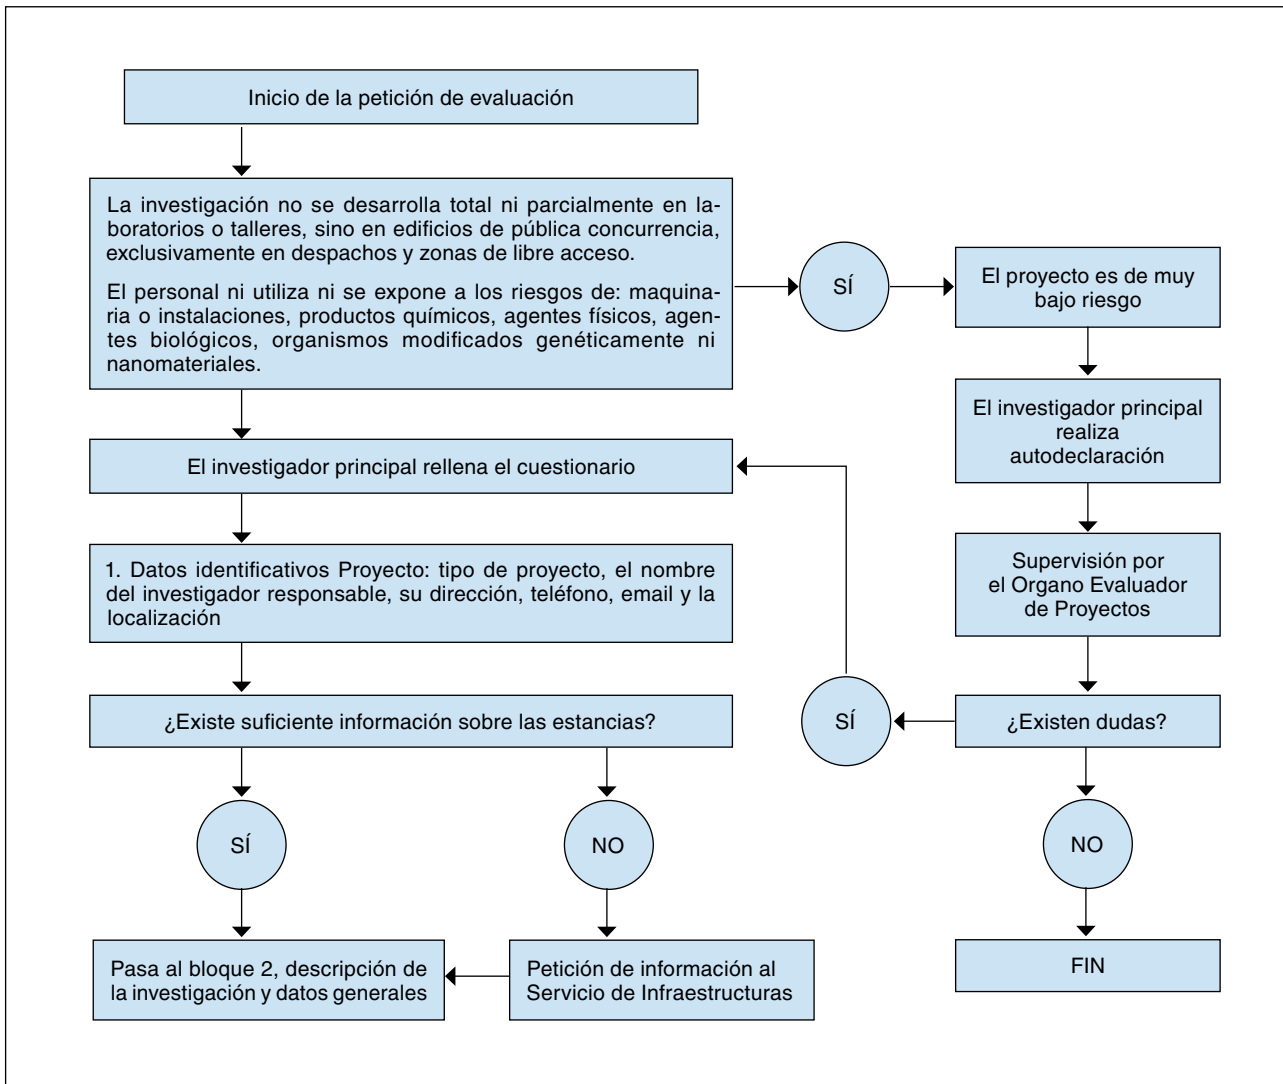 Inicio de la petición de evaluación
La investigación no se desarrolla total ni parcialmente en la-
boratorios o talleres, sino en edificios de pública concurrencia,
exclusivamente en despachos y zonas de libre acceso.
El personal ni utiliza ni se expone a los riesgos de: maquina-
ria o instalaciones, productos químicos, agentes físicos, agen-
tes biológicos, organismos modificados genéticamente ni
nanomateriales.
SÍ
El proyecto es de muy
bajo riesgo
El investigador principal
realiza
autodeclaración
El investigador principal rellena el cuestionario
1. Datos identificativos Proyecto: tipo de proyecto, el nombre
del investigador responsable, su dirección, teléfono, email y la
localización
Supervisión por
el Organo Evaluador
de Proyectos
¿Existe suficiente información sobre las estancias?
SÍ
¿Existen dudas?
SÍ
NO
NO
Pasa al bloque 2, descripción de
la investigación y datos generales
Petición de información al
Servicio de Infraestructuras
FIN